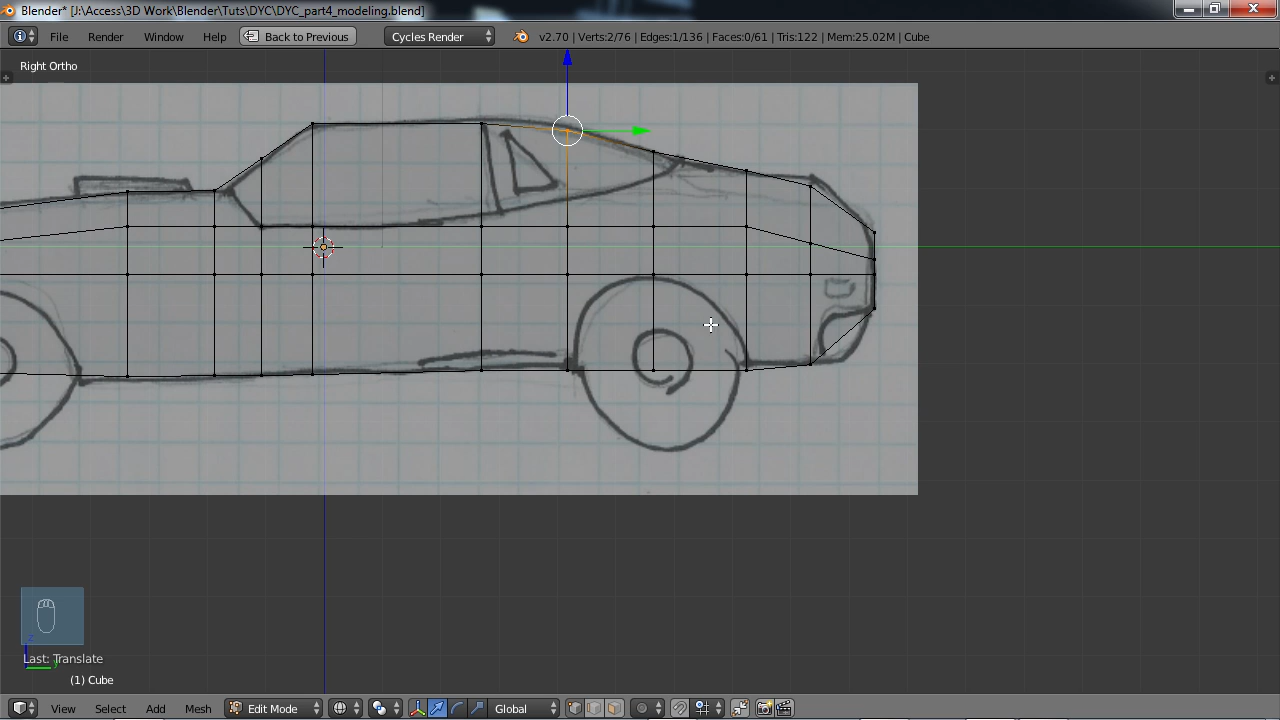 Blender* [J:\Access\3D Work\Blender\Tuts\DYC\DYC_part4_modeling.blend]
File Render Window Help Back to Previous Cycles Render v2.70 | Verts:2/76 | Edges:1/136 | Faces:0/61 | Tris:122 | Mem:25.02M | Cube
Right Ortho
z
y
Last: Translate
(1) Cube
View Select Add Mesh Edit Mode Global